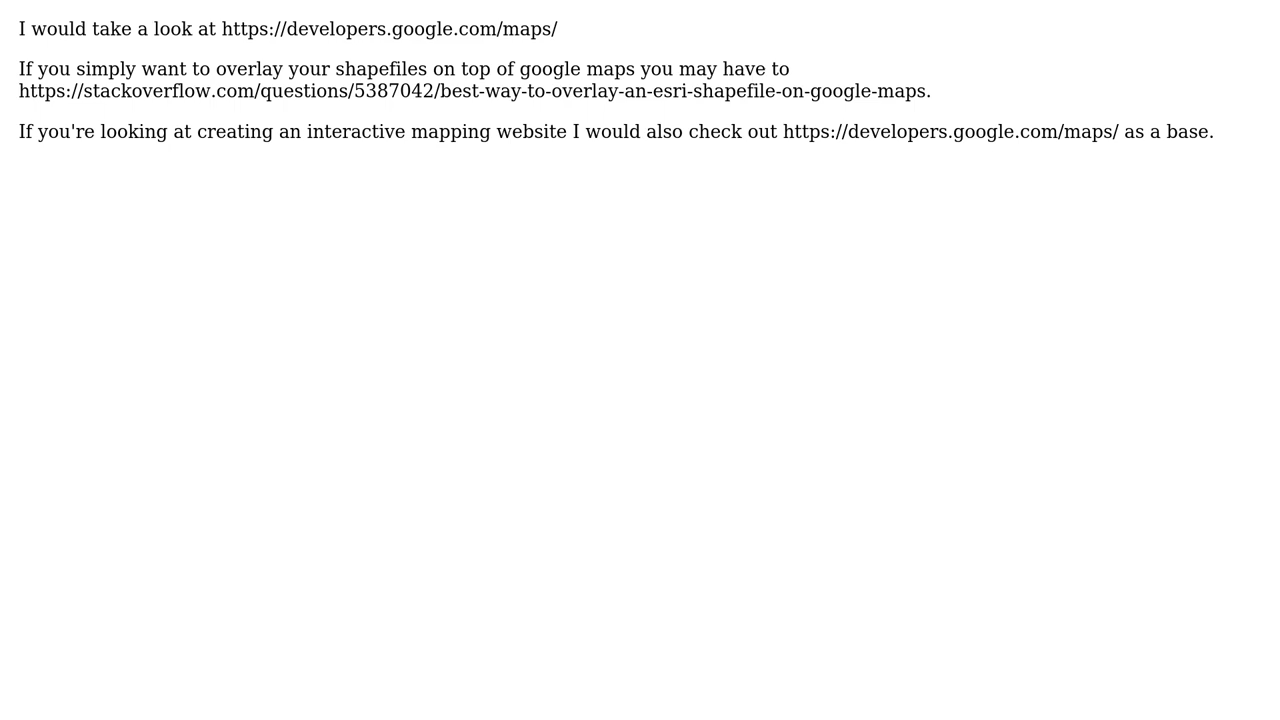 I would take a look at https://developers.google.com/maps/
If you simply want to overlay your shapefiles on top of google maps you may have to
https://stackoverflow.com/questions/5387042/best-way-to-overlay-an-esri-shapefile-on-google-maps.
If you're looking at creating an interactive mapping website I would also check out https://developers.google.com/maps/ as a base.